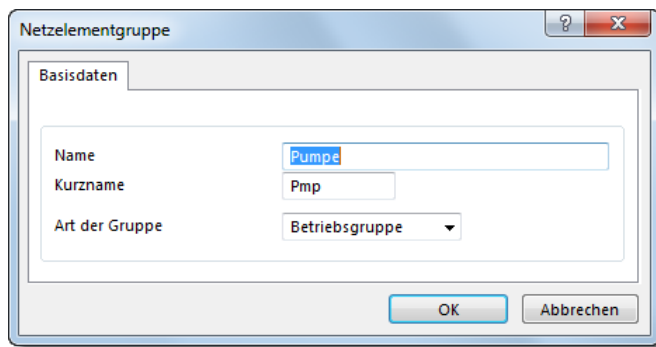 Netzelementgruppe
Basisdaten
Name Pumpe
Kurzname Pmp
Art der Gruppe Betriebsgruppe
OK Abbrechen